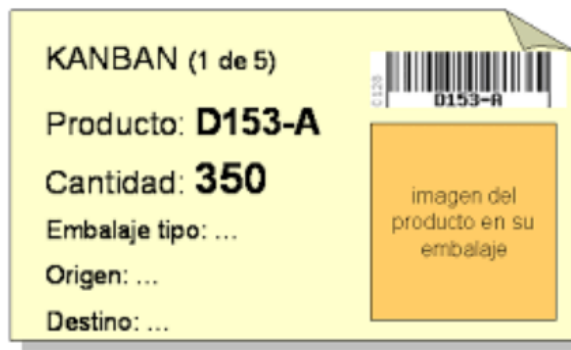 KANBAN (1 de 5)
Producto: D153-A
Cantidad: 350
Embalaje tipo: ...
Origen: ...
Destino: ...
C128
D153-A
imagen del
producto en su
embalaje